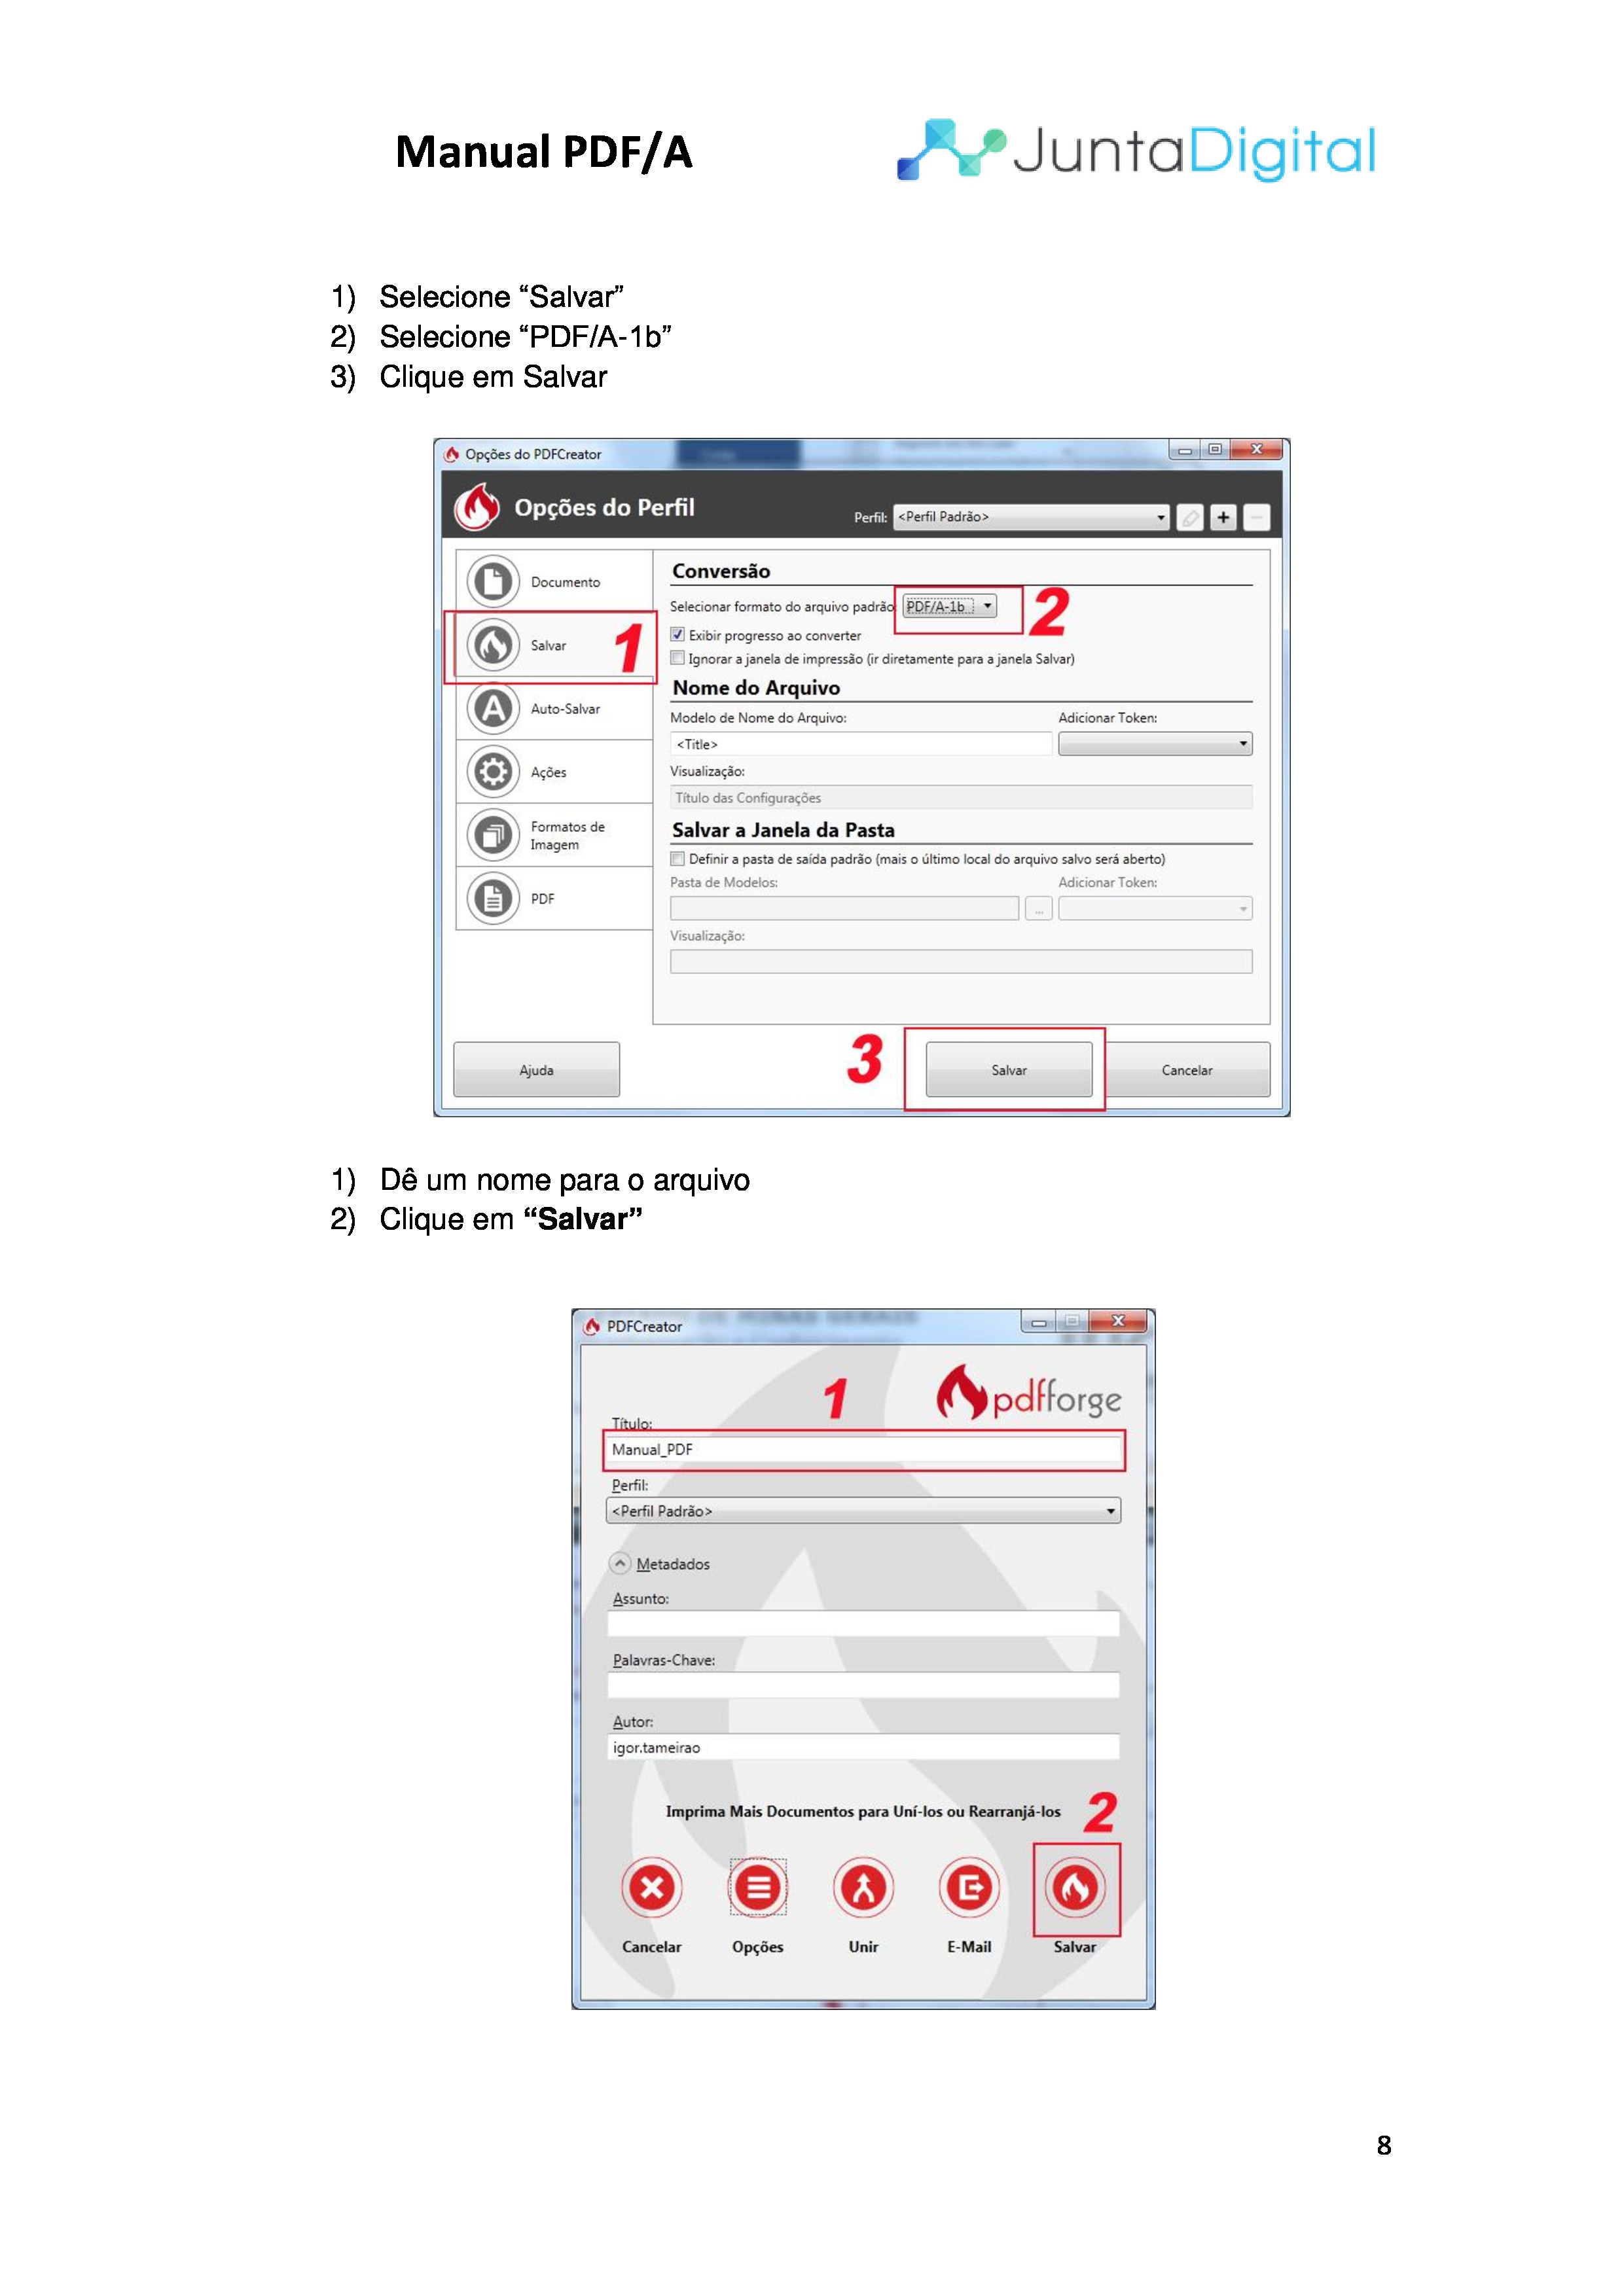 Manual PDF/A
JuntaDigital
1) Selecione “Salvar”
2) Selecione “PDF/A-1b”
3) Clique em Salvar
Opções do PDFCreator
Opções do Perfil
Perfil: <Perfil Padrão>
Documento
Salvar
1
Auto-Salvar
Ações
Formatos de
Imagem
PDF
Conversão
Selecionar formato do arquivo padrão: PDF/A-1b
2
Exibir progresso ao converter
Ignorar a janela de impressão (ir diretamente para a janela Salvar)
Nome do Arquivo
Modelo de Nome do Arquivo: Adicionar Token:
<Title>
Visualização:
Título das Configurações
Salvar a Janela da Pasta
Definir a pasta de saída padrão (mais o último local do arquivo salvo será aberto)
Pasta de Modelos: Adicionar Token:
...
Visualização:
Ajuda
3
Salvar
Cancelar
1) Dê um nome para o arquivo
2) Clique em “Salvar”
PDFCreator
1
pdfforge
Título:
Manual_PDF
Perfil:
<Perfil Padrão>
Metadados
Assunto:
Palavras-Chave:
Autor:
igor.tameirao
Imprima Mais Documentos para Uní-los ou Rearranjá-los
2
Cancelar Opções Unir E-Mail Salvar
8